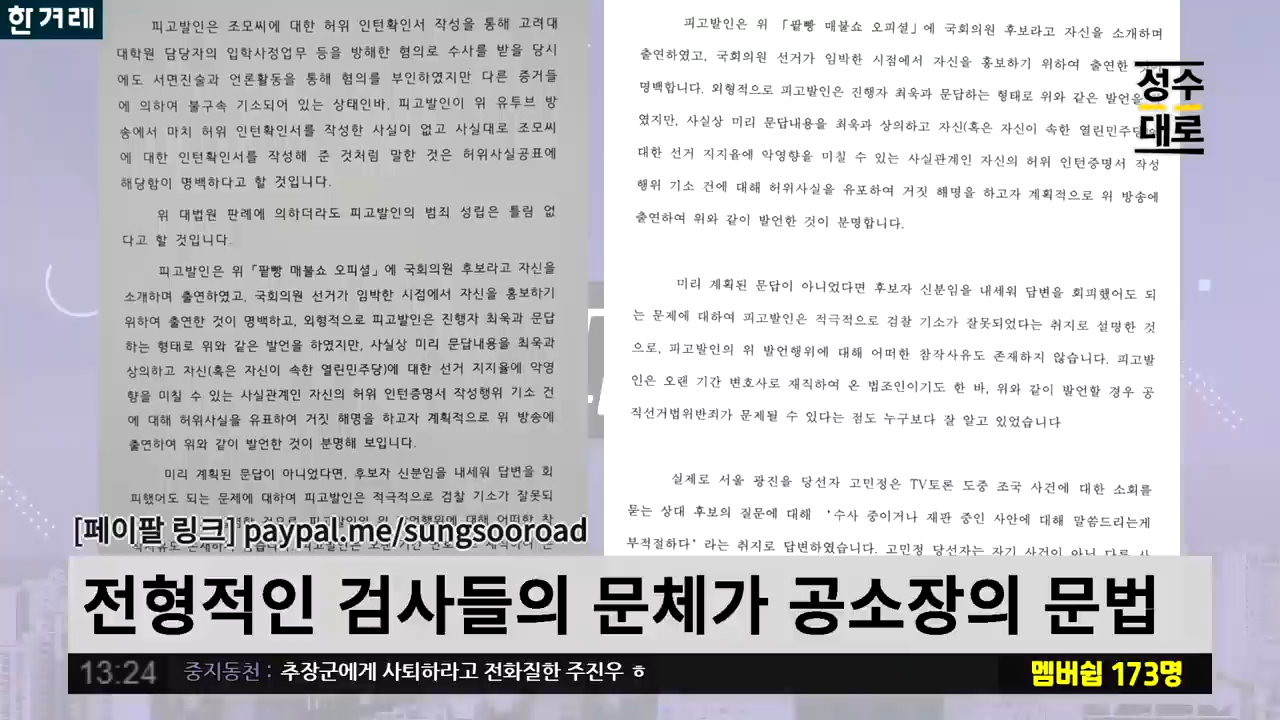 한겨레
피고발인은 조모씨에 대한 허위 인턴확인서 작성을 통해 고려대
대학원 담당자의 입학사정업무 등을 방해한 혐의로 수사를 받을 당시
에도 서면진술과 언론활동을 통해 혐의를 부인하였지만 다른 증거들
에 의하여 불구속 기소되어 있는 상태인바, 피고발인이 위 유투브 방
송에서 마치 허위 인턴확인서를 작성한 사실이 없고 사실대로 조모씨
에 대한 인턴확인서를 작성해 준 것처럼 말한 것은 허위사실공표에
해당함이 명백하다고 할 것입니다.
위 대법원 판례에 의하더라도 피고발인의 범죄 성립은 틀림 없
다고 할 것입니다.
피고발인은 위 「팥빵 매불쇼 오피셜」에 국회의원 후보라고 자신을
소개하며 출연하였고, 국회의원 선거가 임박한 시점에서 자신을 홍보하기
위하여 출연한 것이 명백하고, 외형적으로 피고발인은 진행자 최욱과 문답
하는 형태로 위와 같은 발언을 하였지만, 사실상 미리 문답내용을 최욱과
상의하고 자신(혹은 자신이 속한 열린민주당)에 대한 선거 지지율에 악영
향을 미칠 수 있는 사실관계인 자신의 허위 인턴증명서 작성행위 기소 건
에 대해 허위사실을 유표하여 거짓 해명을 하고자 계획적으로 위 방송에
출연하여 위와 같이 발언한 것이 분명해 보입니다.
미리 계획된 문답이 아니었다면, 후보자 신분임을 내세워 답변을 회
피했어도 되는 문제에 대하여 피고발인은 적극적으로 검찰 기소가 잘못되
피고발인은 위 「팥빵 매불쇼 오피셜」에 국회의원 후보라고 자신을 소개하며
출연하였고, 국회의원 선거가 임박한 시점에서 자신을 홍보하기 위하여 출연한
명백합니다. 외형적으로 피고발인은 진행자 최욱과 문답하는 형태로 위와 같은 발언을
였지만, 사실상 미리 문답내용을 최욱과 상의하고 자신(혹은 자신이 속한 열린민주당)에
대한 선거 지지율에 악영향을 미칠 수 있는 사실관계인 자신의 허위 인턴증명서 작성
행위 기소 건에 대해 허위사실을 유포하여 거짓 해명을 하고자 계획적으로 위 방송에
출연하여 위와 같이 발언한 것이 분명합니다.
미리 계획된 문답이 아니었다면 후보자 신분임을 내세워 답변을 회피했어도 되
는 문제에 대하여 피고발인은 적극적으로 검찰 기소가 잘못되었다는 취지로 설명한 것
으로, 피고발인의 위 발언행위에 대해 어떠한 참작사유도 존재하지 않습니다. 피고발
인은 오랜 기간 변호사로 재직하여 온 법조인이기도 한 바, 위와 같이 발언할 경우 공
직선거법위반죄가 문제될 수 있다는 점도 누구보다 잘 알고 있었습니다
실제로 서울 광진을 당선자 고민정은 TV토론 도중 조국 사건에 대한 소회를
묻는 상대 후보의 질문에 대해 '수사 중이거나 재판 중인 사안에 대해 말씀드리는게
부적절하다' 라는 취지로 답변하였습니다. 고민정 당선자는 자기 사건이 아닌 다른
성수
대로
[페이팔 링크] paypal.me/sungsooroad
전형적인 검사들의 문체가 공소장의 문법
13:24 중지동천 : 추장군에게 사퇴하라고 전화질한 주진우 ㅎ 멤버쉽 173명